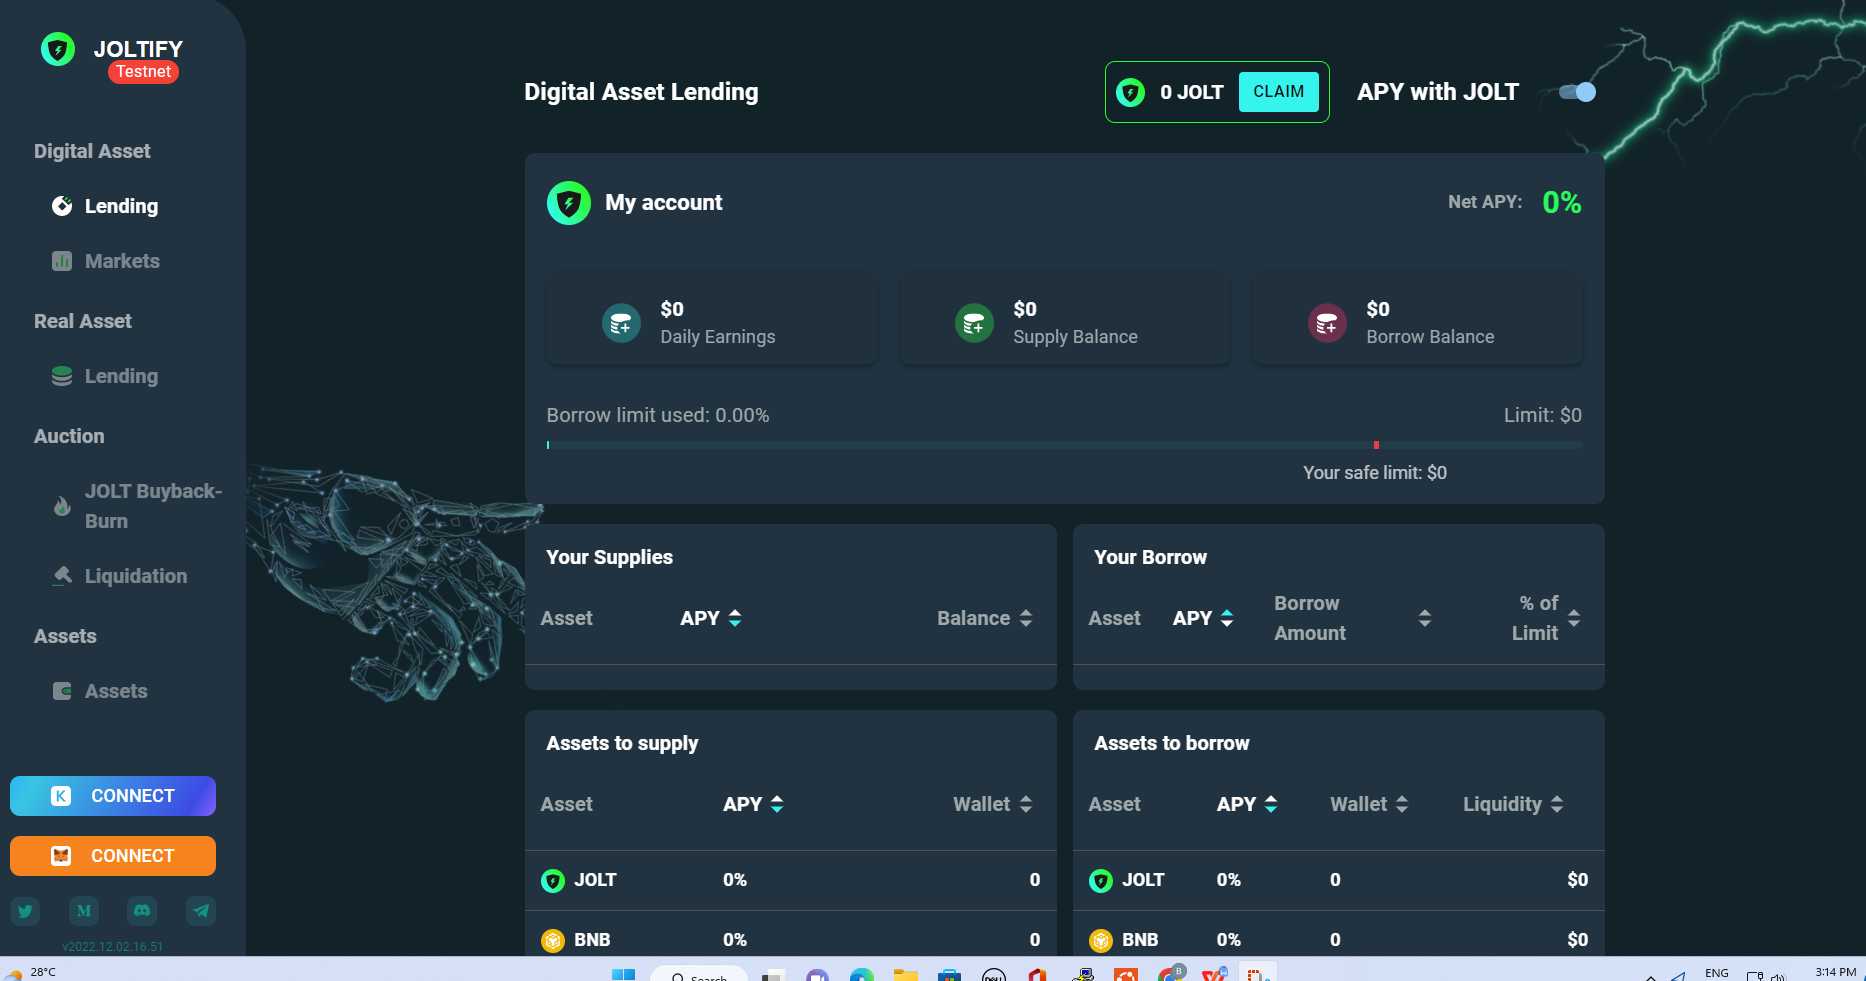 JOLTIFY
Testnet
Digital Asset
Lending
Markets
Real Asset
Lending
Auction
JOLT Buyback-
Burn
Liquidation
Assets
Assets
K CONNECT
CONNECT
M
v2022.12.02.16.51
Digital Asset Lending
0 JOLT CLAIM
APY with JOLT
My account
Net APY: 0%
$0
Daily Earnings
$0
Supply Balance
$0
Borrow Balance
Borrow limit used: 0.00%
Limit: $0
Your safe limit: $0
Your Supplies
Asset APY Balance
Your Borrow
Asset APY Borrow
Amount
% of
Limit
Assets to supply
Asset APY Wallet
JOLT 0% 0
BNB 0% 0
Assets to borrow
Asset APY Wallet Liquidity
JOLT 0% 0 $0
BNB 0% 0 $0
28°C
Search
DELL
B
W
ENG
3:14 PM